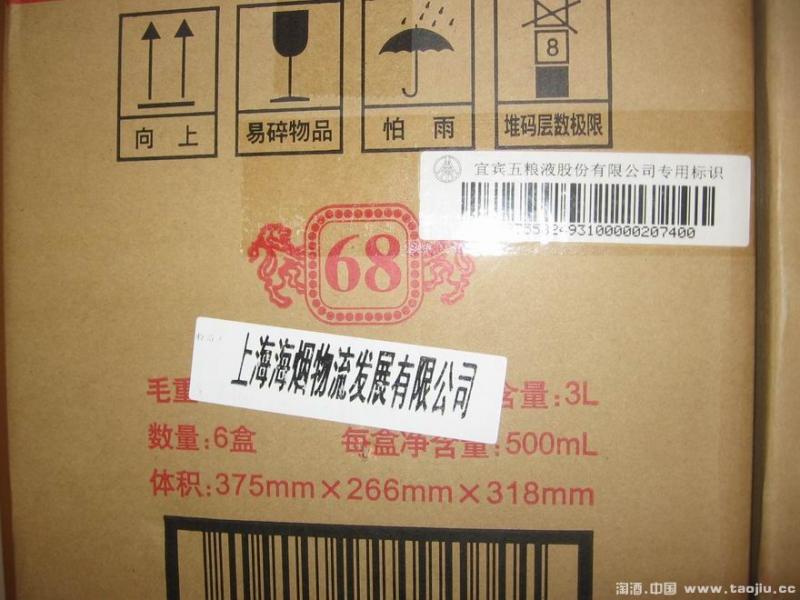 向上
易碎物品
怕雨
8
堆码层数极限
宜宾五粮液股份有限公司专用标识
68
上海海烟物流发展有限公司
毛重
含量:3L
数量:6盒
每盒净含量:500mL
体积:375mm×266mm×318mm
淘酒.中国 www.taojiu.cc